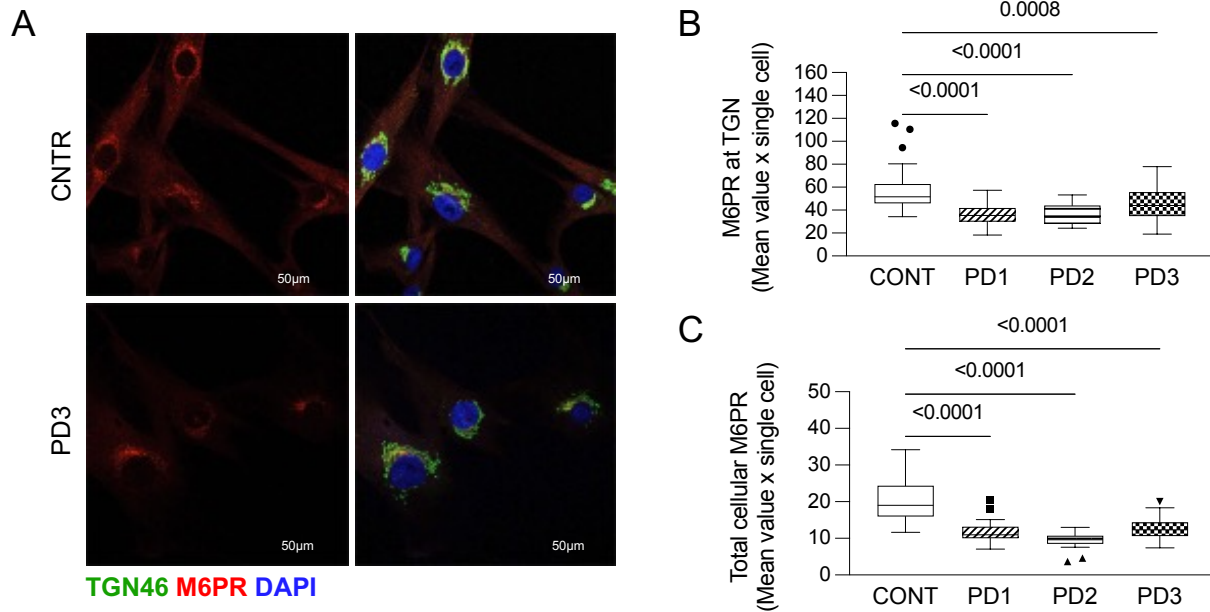 A
CNTR
50µm
50µm
PD3
50µm
50µm
TGN46 M6PR DAPI
B
0.0008
<0.0001
<0.0001
M6PR at TGN
(Mean value x single cell)
160
140
120
100
80
60
40
20
0
CONT PD1 PD2 PD3
C
<0.0001
<0.0001
<0.0001
Total cellular M6PR
(Mean value x single cell)
50
40
30
20
10
0
CONT PD1 PD2 PD3